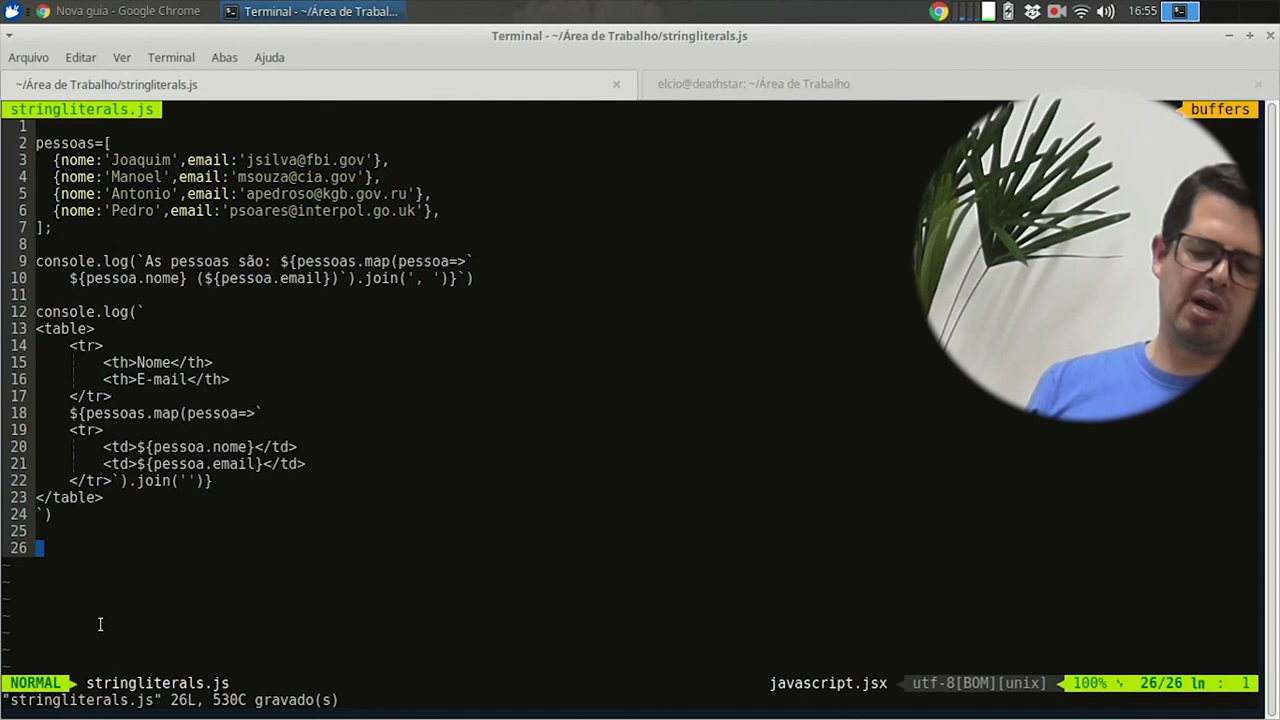 Nova guia - Google Chrome
Terminal - ~/Área de Trabal...
16:55
Terminal - ~/Área de Trabalho/stringliterals.js
Arquivo Editar Ver Terminal Abas Ajuda
~/Área de Trabalho/stringliterals.js
elcio@deathstar: ~/Área de Trabalho
stringliterals.js
buffers
1
2 pessoas=[
3 {nome:'Joaquim',email:'jsilva@fbi.gov'},
4 {nome:'Manoel',email:'msouza@cia.gov'},
5 {nome:'Antonio',email:'apedroso@kgb.gov.ru'},
6 {nome:'Pedro',email:'psoares@interpol.go.uk'},
7 ];
8
9 console.log(`As pessoas são: ${pessoas.map(pessoa=>`
10 ${pessoa.nome} (${pessoa.email})`).join(', ')}`)
11
12 console.log(`
13 <table>
14 <tr>
15 <th>Nome</th>
16 <th>E-mail</th>
17 </tr>
18 ${pessoas.map(pessoa=>`
19 <tr>
20 <td>${pessoa.nome}</td>
21 <td>${pessoa.email}</td>
22 </tr>`).join('')}
23 </table>
24 `)
25
26
~
~
~
~
~
~
~
NORMAL stringliterals.js javascript.jsx utf-8[BOM][unix] 100% 26/26 ln : 1
"stringliterals.js" 26L, 530C gravado(s)